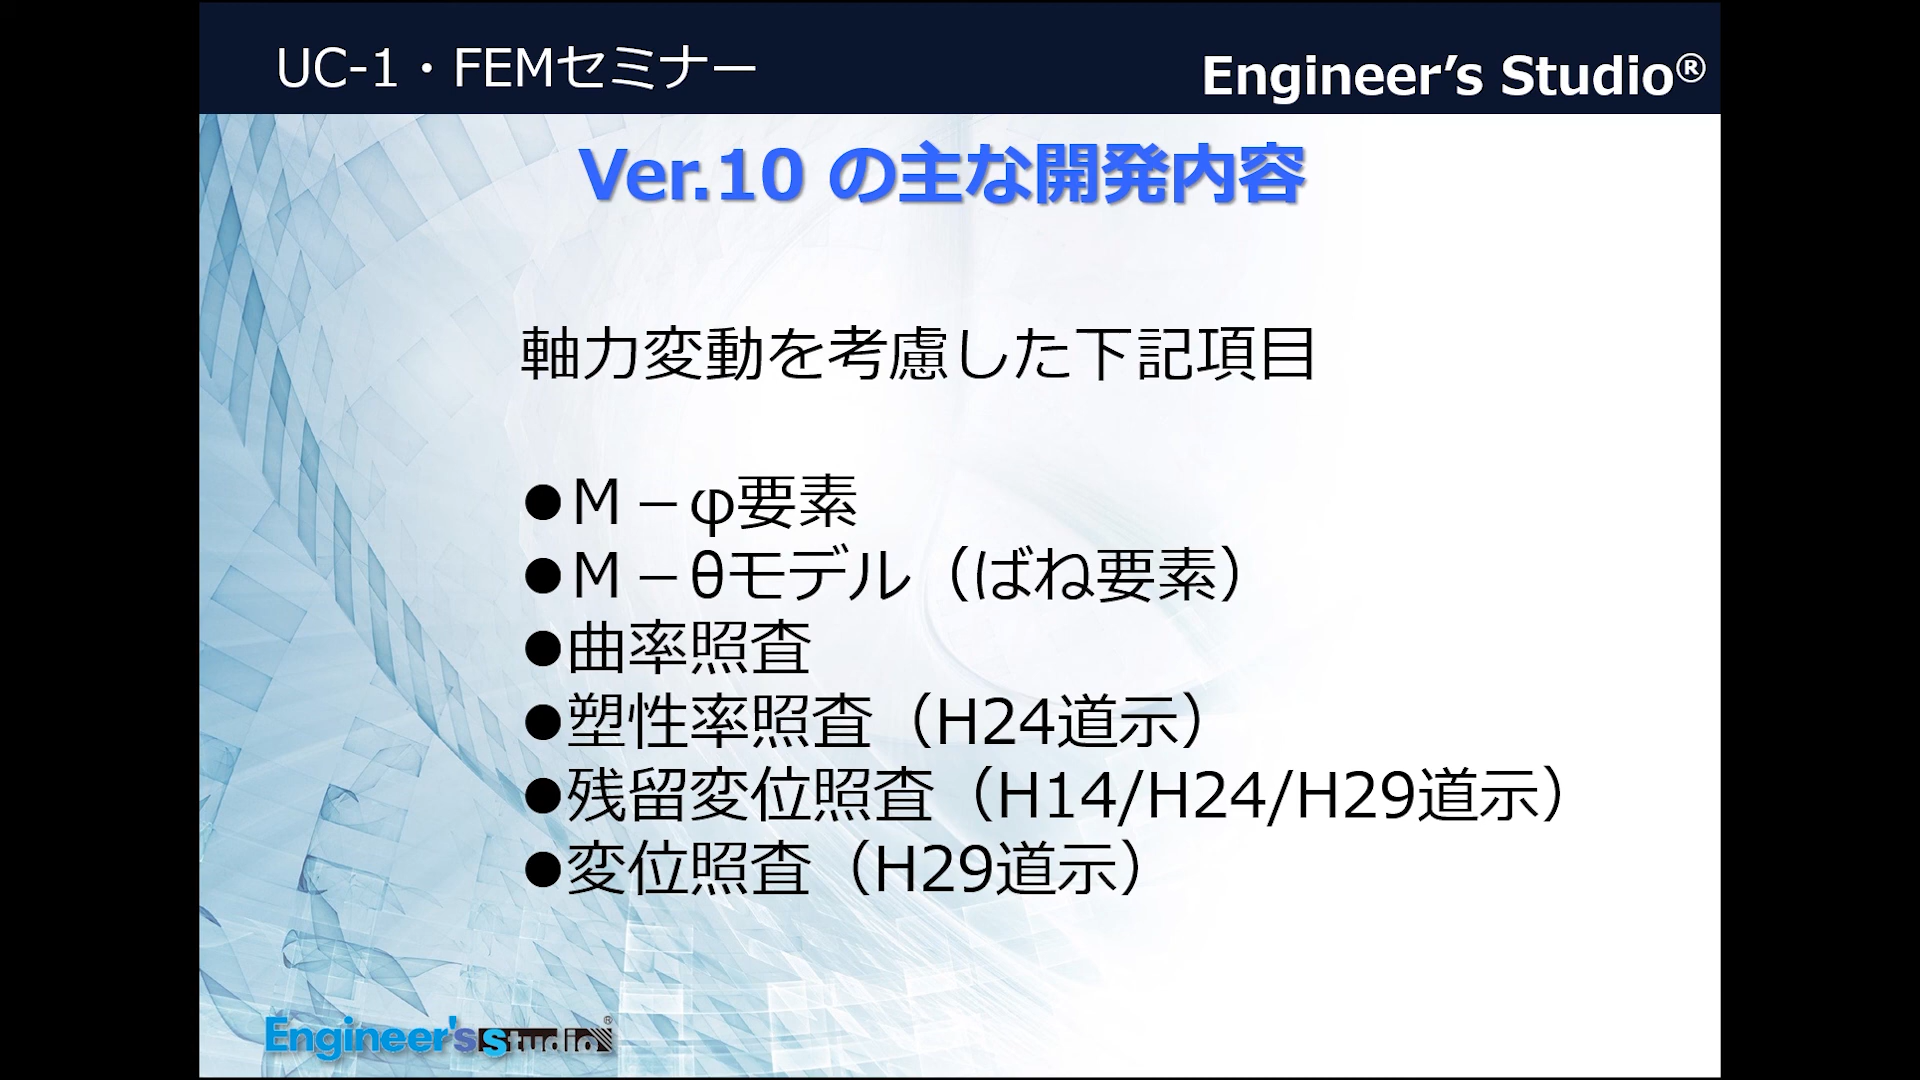 UC-1・FEMセミナー
Engineer’s Studio®
Ver.10 の主な開発内容
軸力変動を考慮した下記項目
●M－φ要素
●M－θモデル（ばね要素）
●曲率照査
●塑性率照査（H24道示）
●残留変位照査（H14/H24/H29道示）
●変位照査（H29道示）
Engineer's Studio®